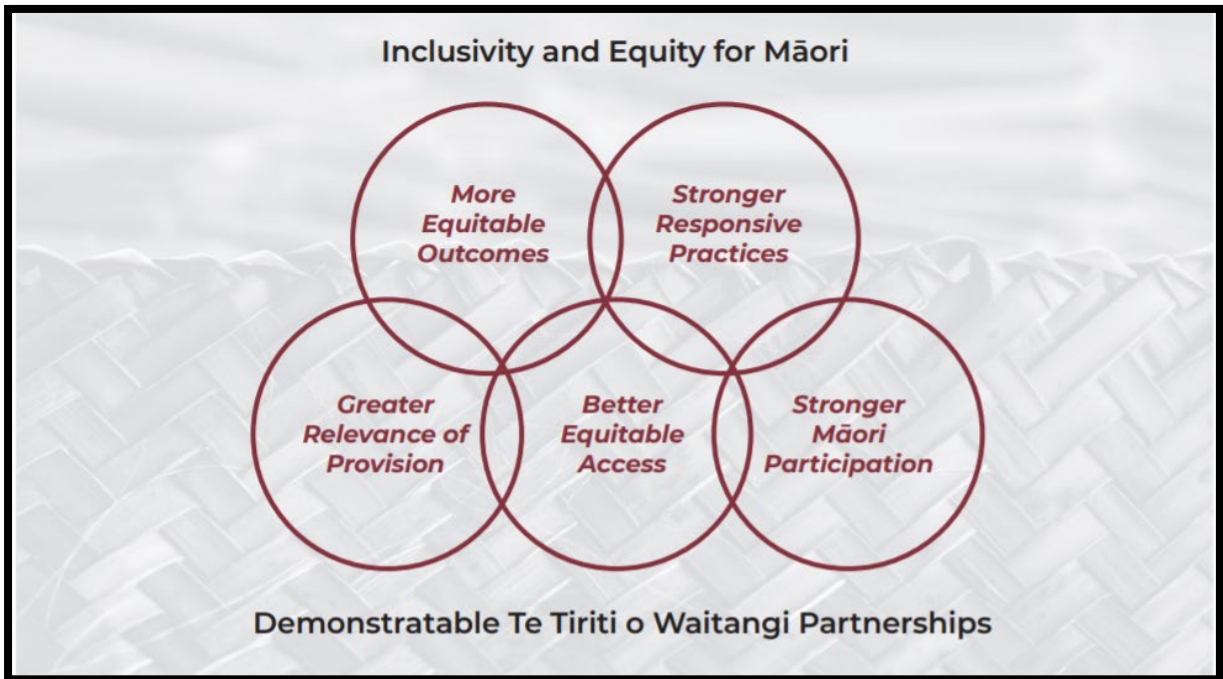 Inclusivity and Equity for Māori
More
Equitable
Outcomes
Stronger
Responsive
Practices
Greater
Relevance of
Provision
Better
Equitable
Access
Stronger
Māori
Participation
Demonstratable Te Tiriti o Waitangi Partnerships